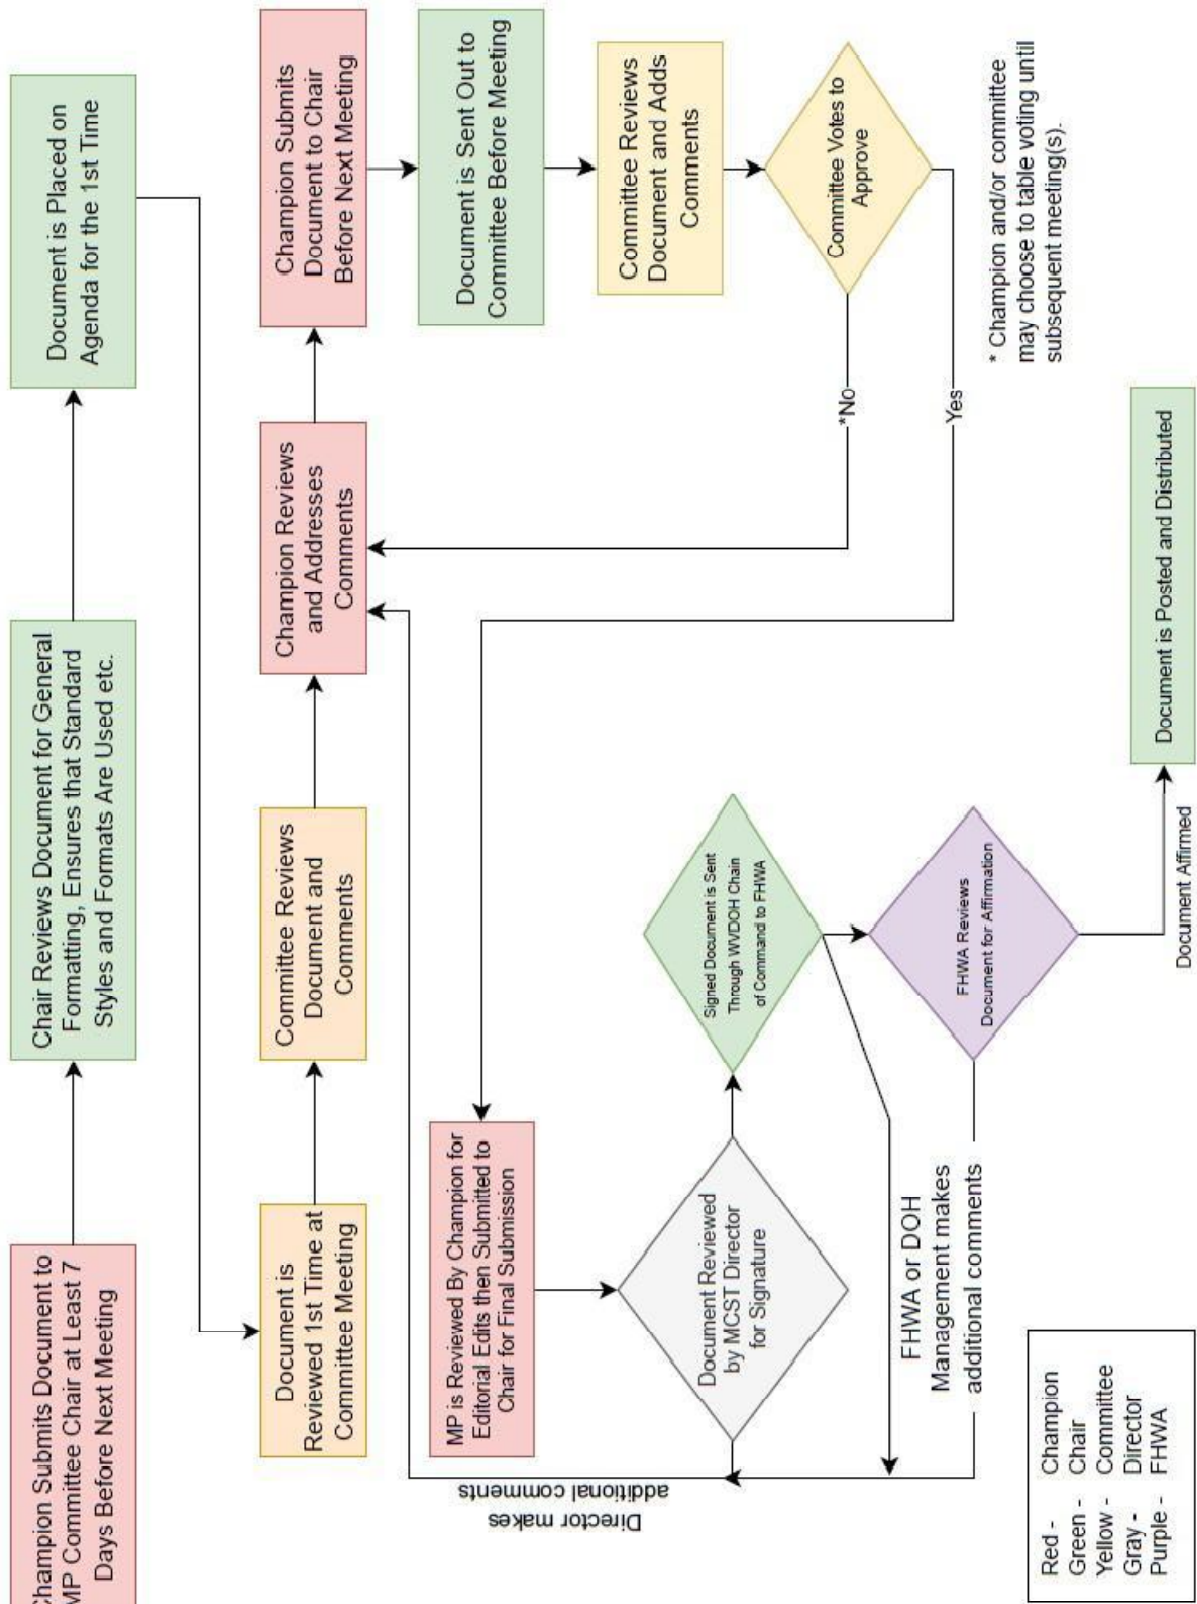 Champion Submits Document to
MP Committee Chair at Least 7
Days Before Next Meeting
Chair Reviews Document for General
Formatting, Ensures that Standard
Styles and Formats Are Used etc.
Document is Placed on
Agenda for the 1st Time
Document is
Reviewed 1st Time at
Committee Meeting
Committee Reviews
Document and
Comments
Champion Reviews
and Addresses
Comments
Champion Submits
Document to Chair
Before Next Meeting
Document is Sent Out to
Committee Before Meeting
Committee Reviews
Document and Adds
Comments
Committee Votes to
Approve
*No
Yes
* Champion and/or committee
may choose to table voting until
subsequent meeting(s).
MP is Reviewed By Champion for
Editorial Edits then Submitted to
Chair for Final Submission
Document Reviewed
by MCST Director
for Signature
Director makes
additional comments
Signed Document is Sent
Through WVDOH Chain
of Command to FHWA
FHWA or DOH
Management makes
additional comments
FHWA Reviews
Document for Affirmation
Document Affirmed
Document is Posted and Distributed
Red - Champion
Green - Chair
Yellow - Committee
Gray - Director
Purple - FHWA